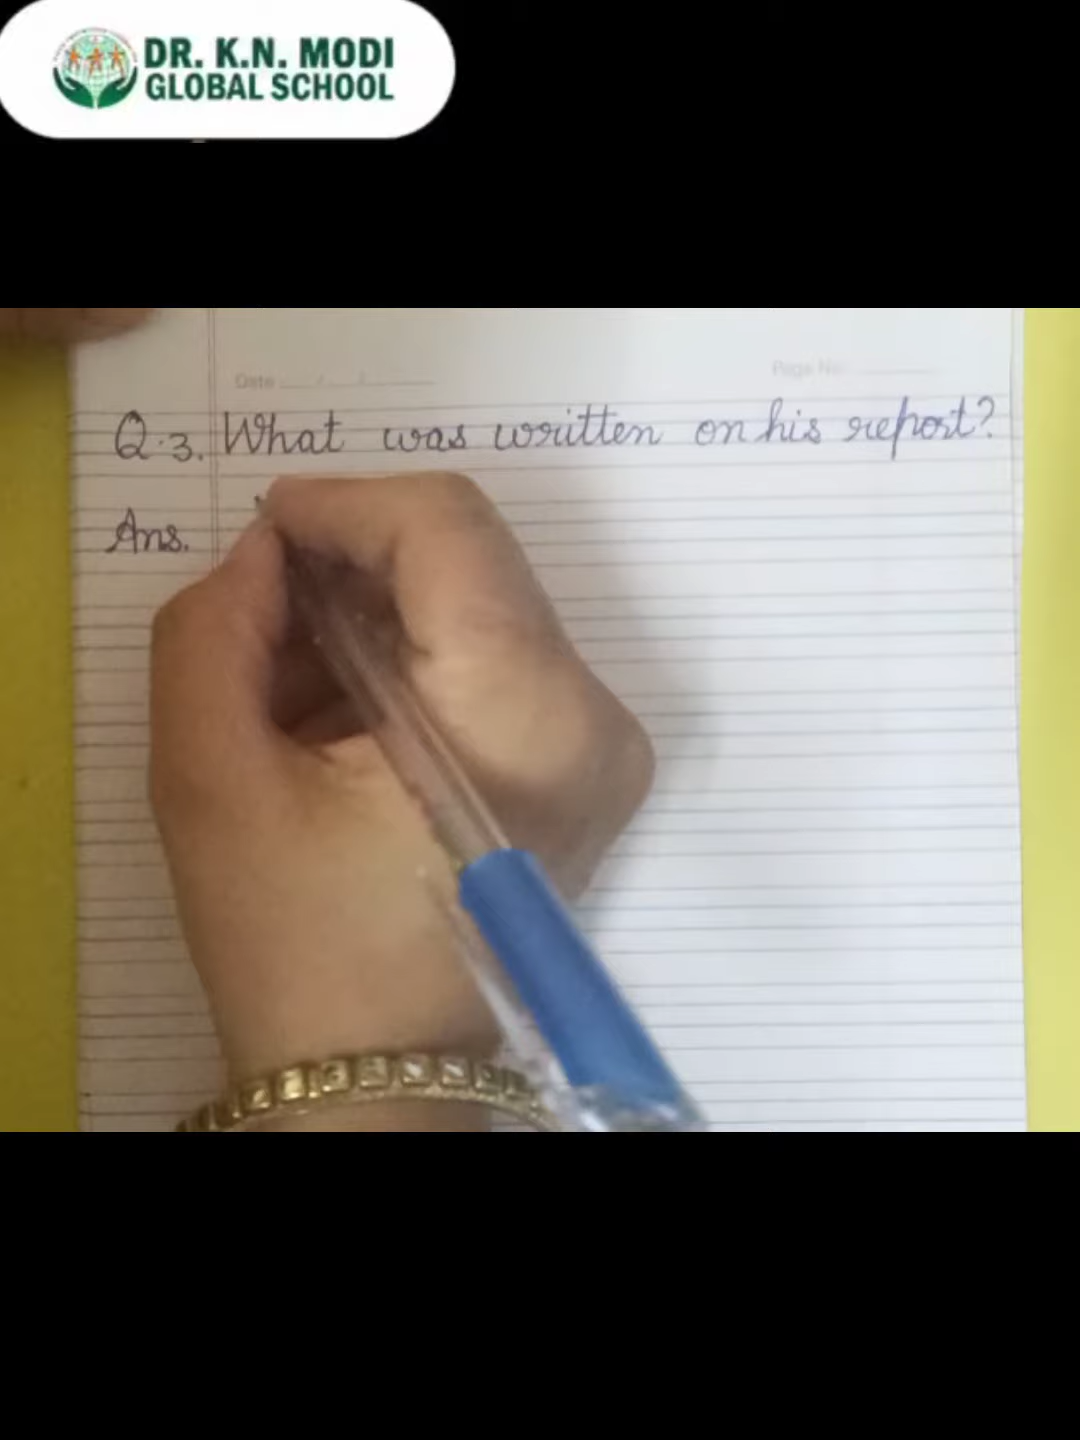 DR. K.N. MODI
GLOBAL SCHOOL
Date
Page No.
Q.3. What was written on his report?
Ans.